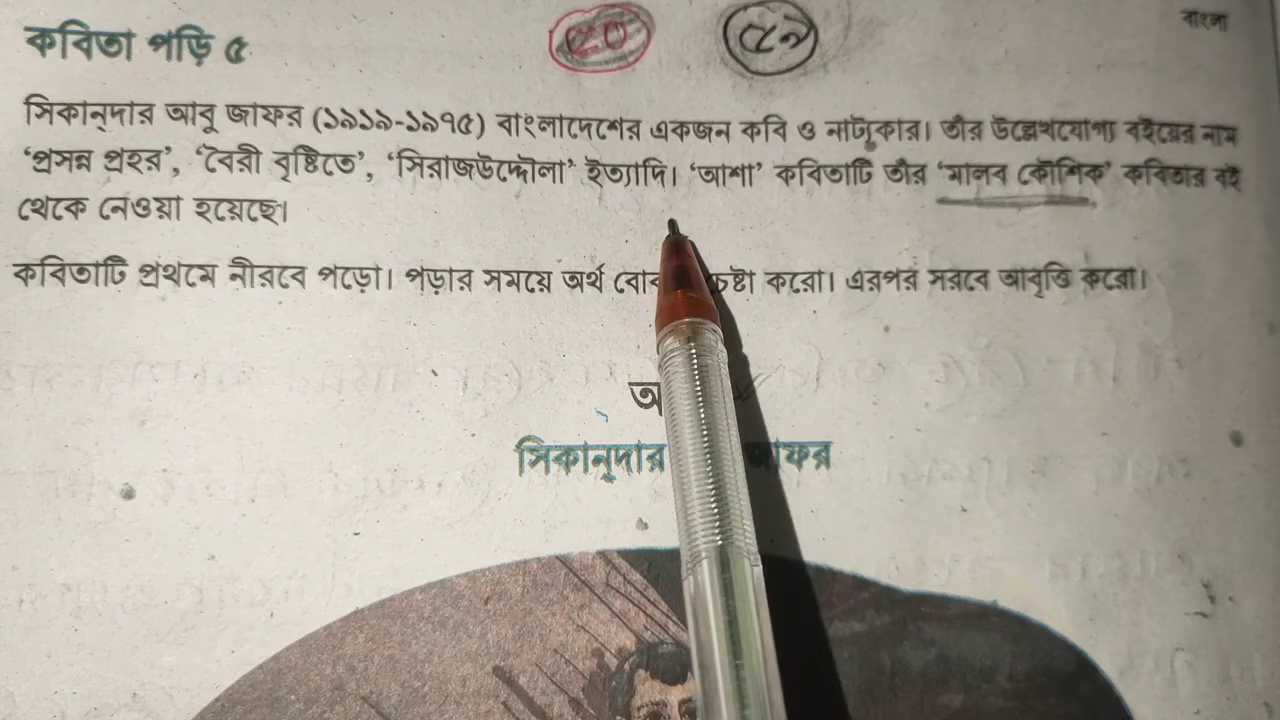 বাংলা
কবিতা পড়ি ৫
৫০ ৫৯
সিকান্‌দার আবু জাফর (১৯১৯-১৯৭৫) বাংলাদেশের একজন কবি ও নাট্যকার। তাঁর উল্লেখযোগ্য বইয়ের নাম
‘প্রসন্ন প্রহর’, ‘বৈরী বৃষ্টিতে’, ‘সিরাজউদ্দৌলা’ ইত্যাদি। ‘আশা’ কবিতাটি তাঁর ‘মালব কৌশিক’ কবিতার বই
থেকে নেওয়া হয়েছে।
কবিতাটি প্রথমে নীরবে পড়ো। পড়ার সময়ে অর্থ চেষ্টা করো। এরপর সরবে আবৃত্তি করো।
সিকান্‌দার জাফর